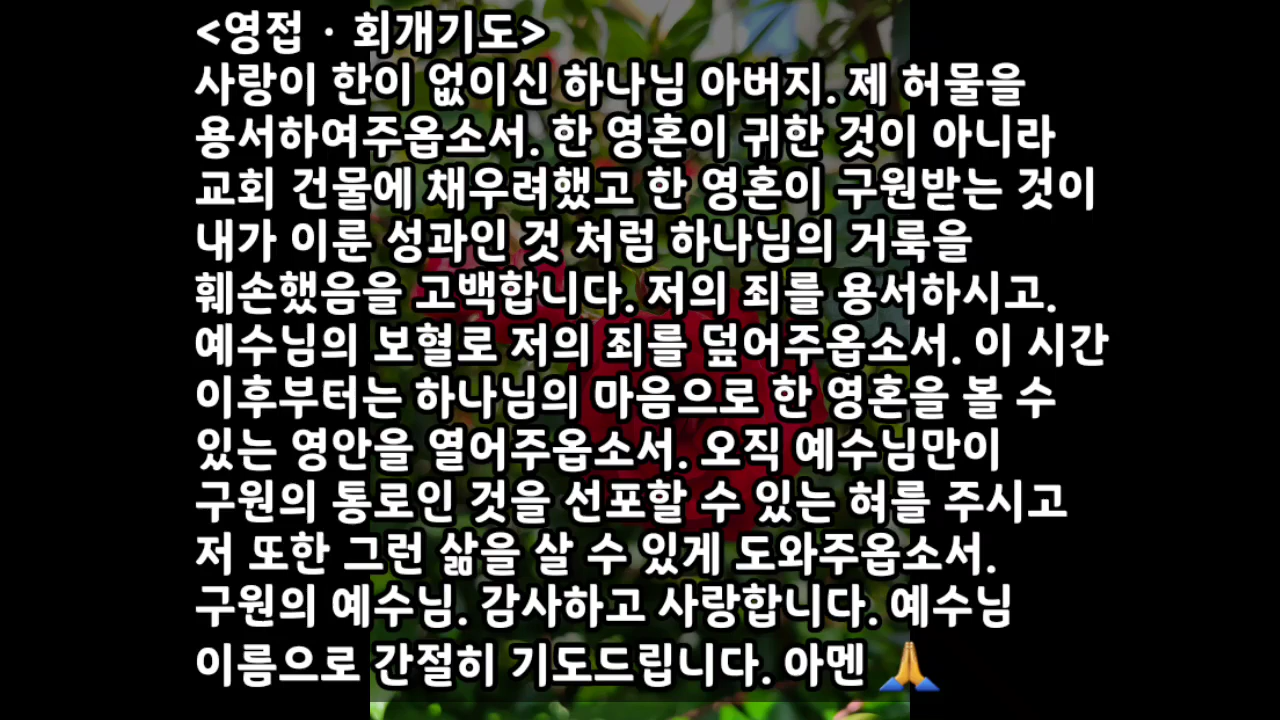 <영접 · 회개기도>
사랑이 한이 없이신 하나님 아버지. 제 허물을
용서하여주옵소서. 한 영혼이 귀한 것이 아니라
교회 건물에 채우려했고 한 영혼이 구원받는 것이
내가 이룬 성과인 것 처럼 하나님의 거룩을
훼손했음을 고백합니다. 저의 죄를 용서하시고.
예수님의 보혈로 저의 죄를 덮어주옵소서. 이 시간
이후부터는 하나님의 마음으로 한 영혼을 볼 수
있는 영안을 열어주옵소서. 오직 예수님만이
구원의 통로인 것을 선포할 수 있는 혀를 주시고
저 또한 그런 삶을 살 수 있게 도와주옵소서.
구원의 예수님. 감사하고 사랑합니다. 예수님
이름으로 간절히 기도드립니다. 아멘 🙏